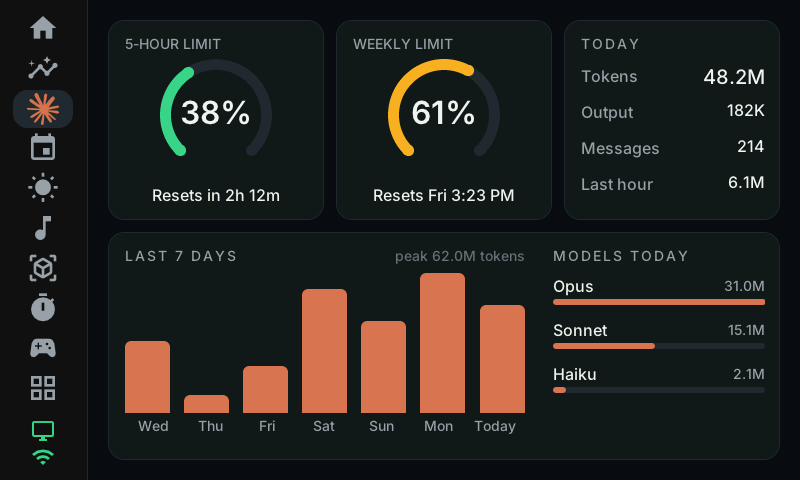 5-HOUR LIMIT
38%
Resets in 2h 12m
WEEKLY LIMIT
61%
Resets Fri 3:23 PM
TODAY
Tokens 48.2M
Output 182K
Messages 214
Last hour 6.1M
LAST 7 DAYS peak 62.0M tokens
Wed Thu Fri Sat Sun Mon Today
MODELS TODAY
Opus 31.0M
Sonnet 15.1M
Haiku 2.1M